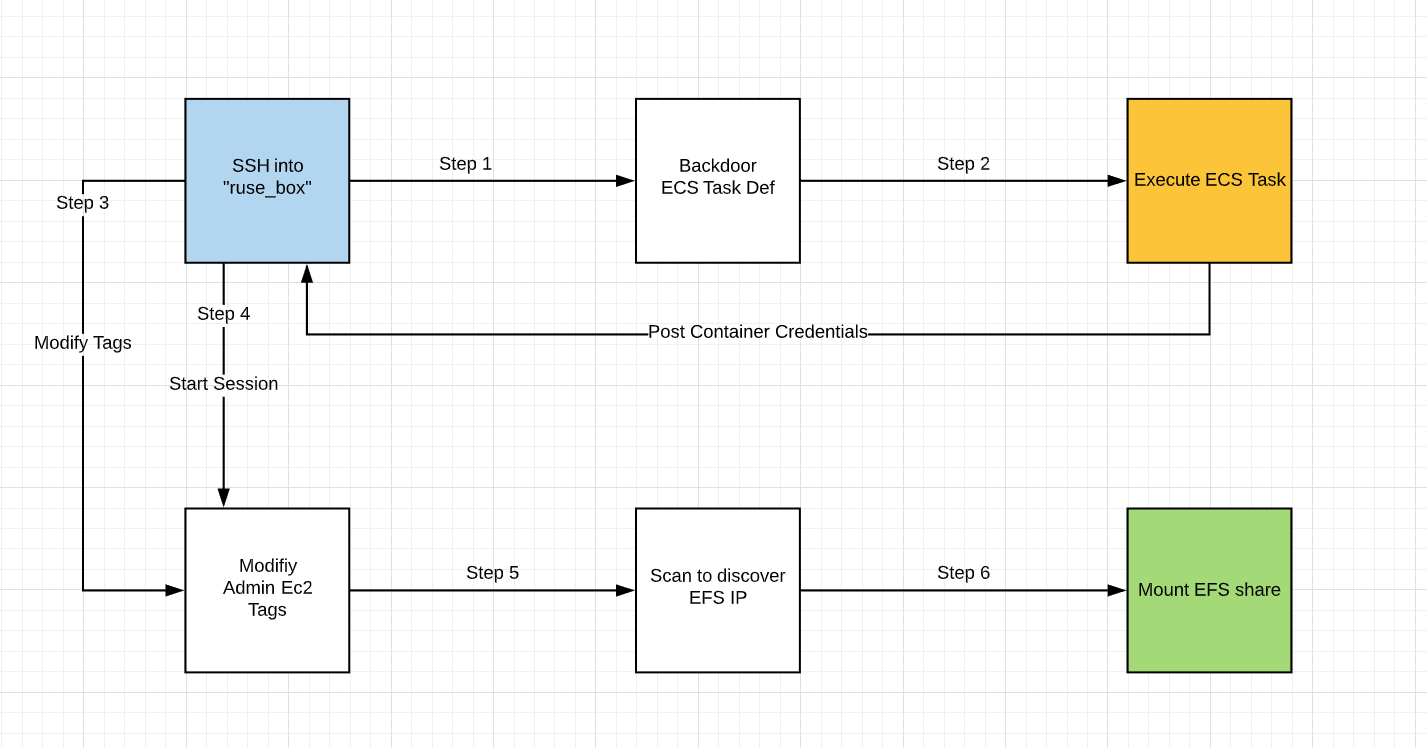 SSH into
"ruse_box"
Step 1
Backdoor
ECS Task Def
Step 2
Execute ECS Task
Step 3
Step 4
Post Container Credentials
Modify Tags
Start Session
Modifiy
Admin Ec2
Tags
Step 5
Scan to discover
EFS IP
Step 6
Mount EFS share